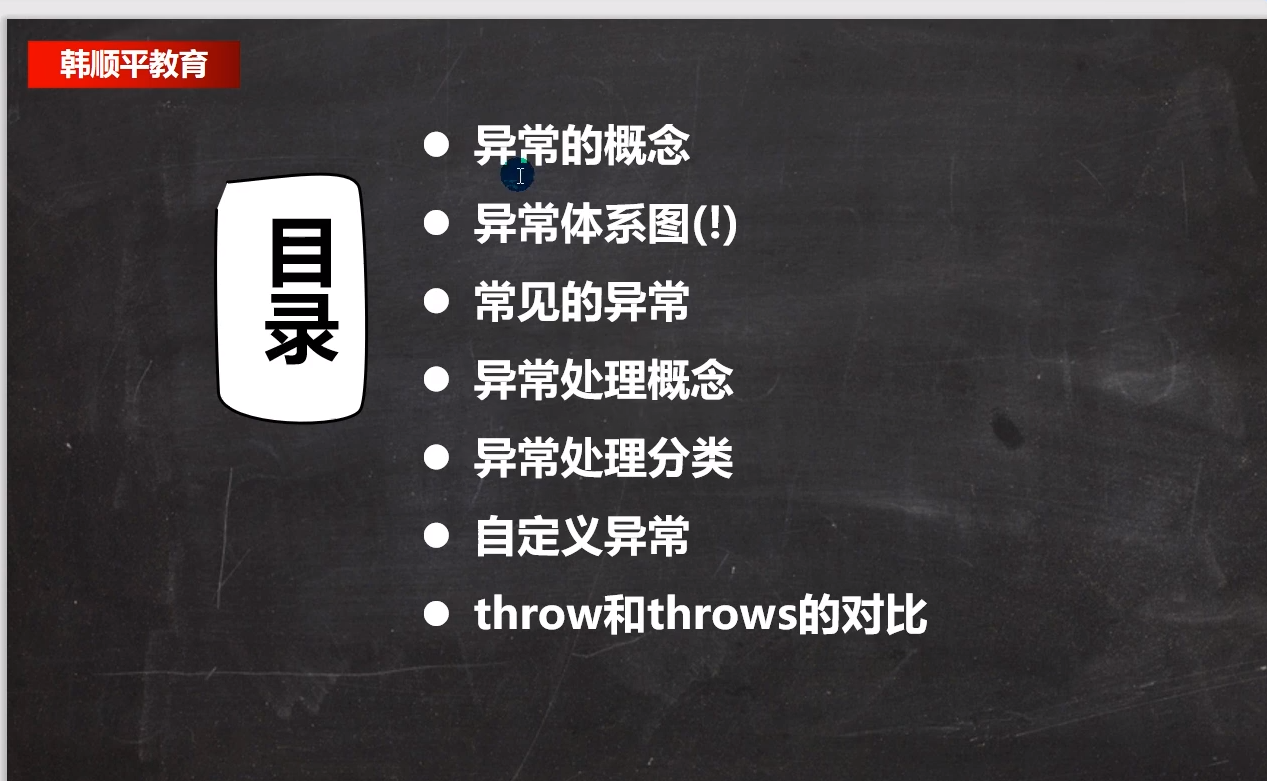 韩顺平教育
目录
异常的概念
异常体系图(!)
常见的异常
异常处理概念
异常处理分类
自定义异常
throw和throws的对比